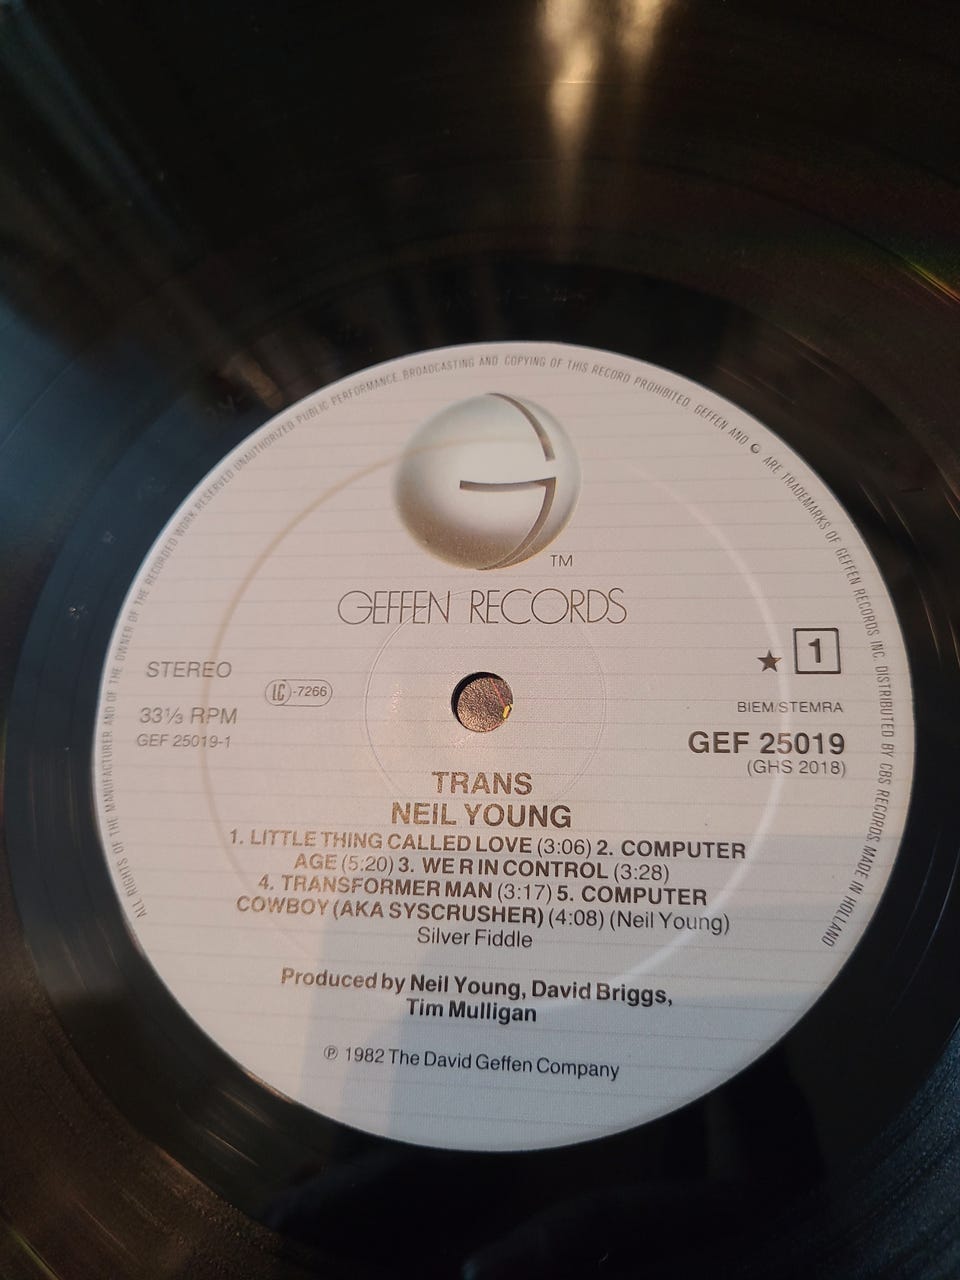 ALL RIGHTS OF THE MANUFACTURER AND OF THE OWNER OF THE RECORDED WORK RESERVED UNAUTHORIZED PUBLIC PERFORMANCE, BROADCASTING AND COPYING OF THIS RECORD PROHIBITED. GEFFEN AND G ARE TRADEMARKS OF GEFFEN RECORDS INC. DISTRIBUTED BY CBS RECORDS. MADE IN HOLLAND
TM
GEFFEN RECORDS
STEREO
LC-7266
33⅓ RPM
GEF 25019-1
★ 1
BIEM/STEMRA
GEF 25019
(GHS 2018)
TRANS
NEIL YOUNG
1. LITTLE THING CALLED LOVE (3:06) 2. COMPUTER
AGE (5:20) 3. WE R IN CONTROL (3:28)
4. TRANSFORMER MAN (3:17) 5. COMPUTER
COWBOY (AKA SYSCRUSHER) (4:08) (Neil Young)
Silver Fiddle
Produced by Neil Young, David Briggs,
Tim Mulligan
℗ 1982 The David Geffen Company